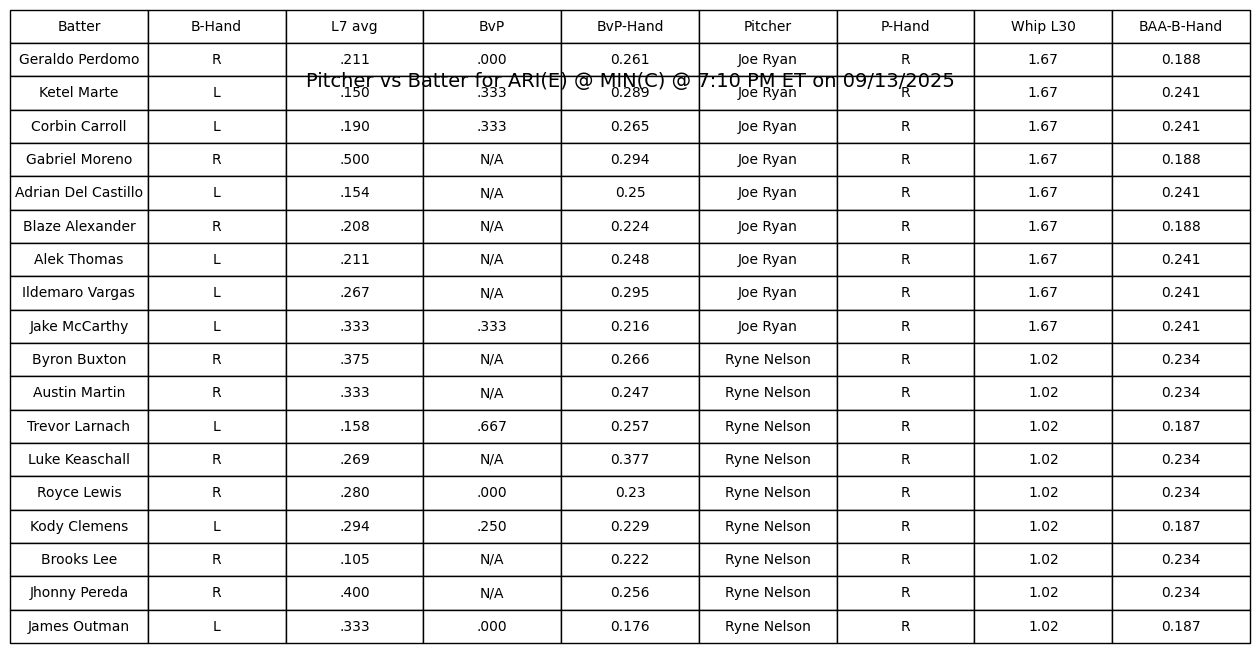 Batter B-Hand L7 avg BvP BvP-Hand Pitcher P-Hand Whip L30 BAA-B-Hand
Geraldo Perdomo R .211 .000 0.261 Joe Ryan R 1.67 0.188
Pitcher vs Batter for ARI(E) @ MIN(C) @ 7:10 PM ET on 09/13/2025
Ketel Marte L .150 .333 0.289 Joe Ryan R 1.67 0.241
Corbin Carroll L .190 .333 0.265 Joe Ryan R 1.67 0.241
Gabriel Moreno R .500 N/A 0.294 Joe Ryan R 1.67 0.188
Adrian Del Castillo L .154 N/A 0.25 Joe Ryan R 1.67 0.241
Blaze Alexander R .208 N/A 0.224 Joe Ryan R 1.67 0.188
Alek Thomas L .211 N/A 0.248 Joe Ryan R 1.67 0.241
Ildemaro Vargas L .267 N/A 0.295 Joe Ryan R 1.67 0.241
Jake McCarthy L .333 .333 0.216 Joe Ryan R 1.67 0.241
Byron Buxton R .375 N/A 0.266 Ryne Nelson R 1.02 0.234
Austin Martin R .333 N/A 0.247 Ryne Nelson R 1.02 0.234
Trevor Larnach L .158 .667 0.257 Ryne Nelson R 1.02 0.187
Luke Keaschall R .269 N/A 0.377 Ryne Nelson R 1.02 0.234
Royce Lewis R .280 .000 0.23 Ryne Nelson R 1.02 0.234
Kody Clemens L .294 .250 0.229 Ryne Nelson R 1.02 0.187
Brooks Lee R .105 N/A 0.222 Ryne Nelson R 1.02 0.234
Jhonny Pereda R .400 N/A 0.256 Ryne Nelson R 1.02 0.234
James Outman L .333 .000 0.176 Ryne Nelson R 1.02 0.187